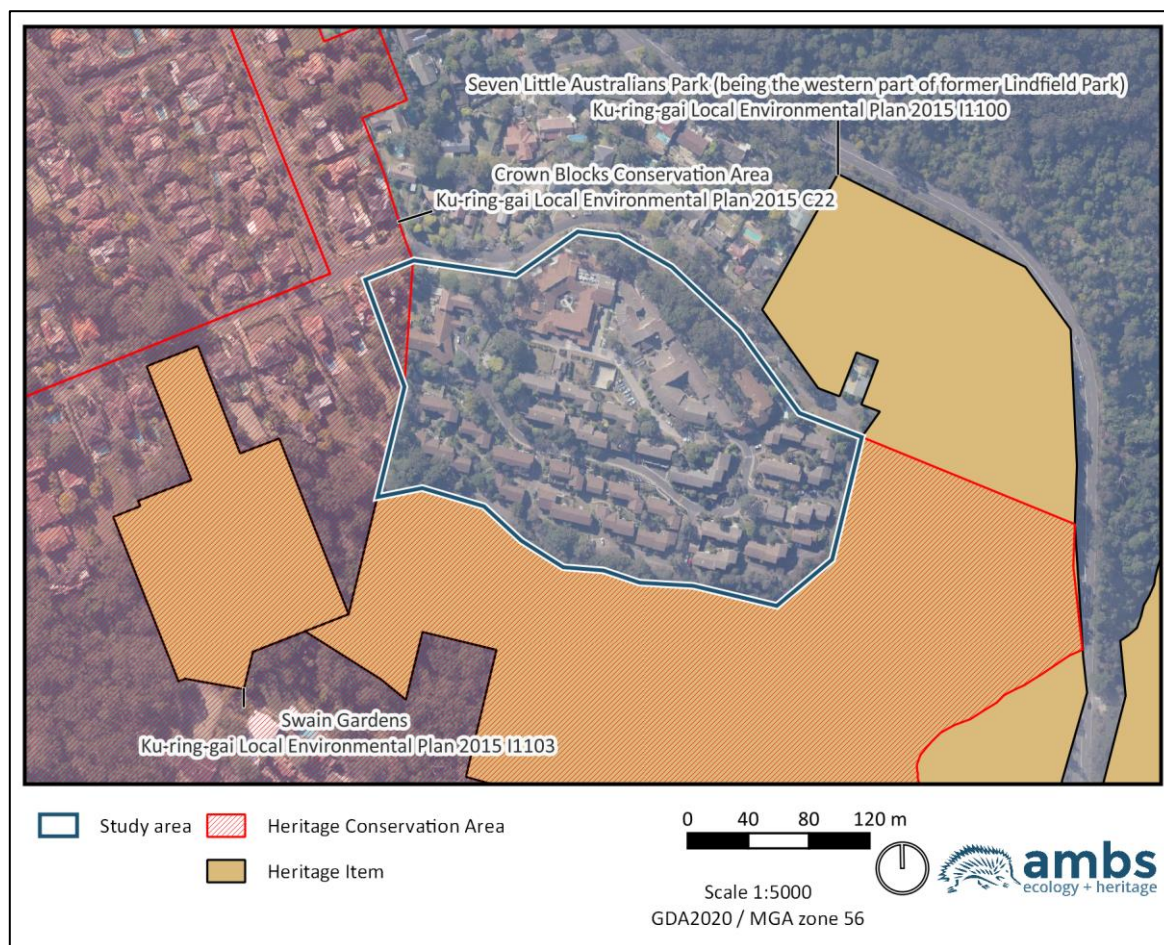 Seven Little Australians Park (being the western part of former Lindfield Park)
Ku-ring-gai Local Environmental Plan 2015 I1100
Crown Blocks Conservation Area
Ku-ring-gai Local Environmental Plan 2015 C22
Swain Gardens
Ku-ring-gai Local Environmental Plan 2015 I1103
Study area
Heritage Conservation Area
Heritage Item
0 40 80 120 m
Scale 1:5000
GDA2020 / MGA zone 56
ambs
ecology + heritage